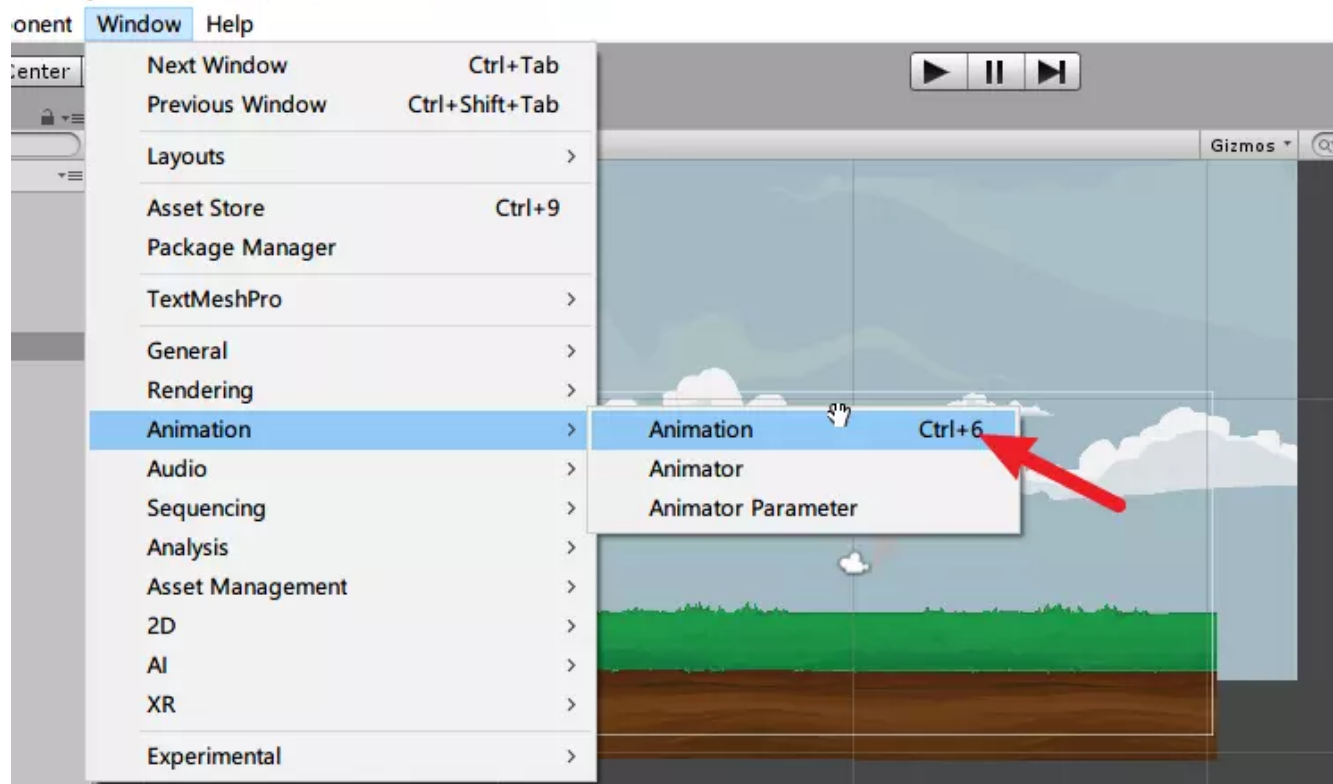 onent Window Help
Center
Next Window Ctrl+Tab
Previous Window Ctrl+Shift+Tab
Layouts
Gizmos
Asset Store Ctrl+9
Package Manager
TextMeshPro
General
Rendering
Animation
Animation Ctrl+6
Audio
Animator
Sequencing
Animator Parameter
Analysis
Asset Management
2D
AI
XR
Experimental